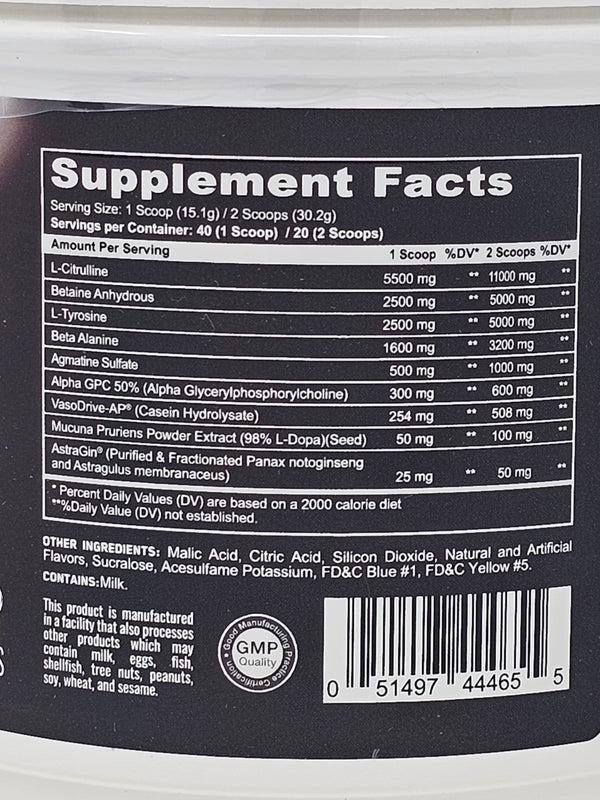 Supplement Facts
Serving Size: 1 Scoop (15.1g) / 2 Scoops (30.2g)
Servings per Container: 40 (1 Scoop) / 20 (2 Scoops)
Amount Per Serving 1 Scoop %DV* 2 Scoops %DV*
L-Citrulline 5500 mg ** 11000 mg **
Betaine Anhydrous 2500 mg ** 5000 mg **
L-Tyrosine 2500 mg ** 5000 mg **
Beta Alanine 1600 mg ** 3200 mg **
Agmatine Sulfate 500 mg ** 1000 mg **
Alpha GPC 50% (Alpha Glycerylphosphorylcholine) 300 mg ** 600 mg **
VasoDrive-AP® (Casein Hydrolysate) 254 mg ** 508 mg **
Mucuna Pruriens Powder Extract (98% L-Dopa)(Seed) 50 mg ** 100 mg **
AstraGin® (Purified & Fractionated Panax notoginseng
and Astragulus membranaceus) 25 mg ** 50 mg **
* Percent Daily Values (DV) are based on a 2000 calorie diet
**%Daily Value (DV) not established.
OTHER INGREDIENTS: Malic Acid, Citric Acid, Silicon Dioxide, Natural and Artificial
Flavors, Sucralose, Acesulfame Potassium, FD&C Blue #1, FD&C Yellow #5.
CONTAINS:Milk.
This product is manufactured
in a facility that also processes
other products which may
contain milk, eggs, fish,
shellfish, tree nuts, peanuts,
soy, wheat, and sesame.
Good Manufacturing Practice Certification
GMP
Quality
0 51497 44465 5